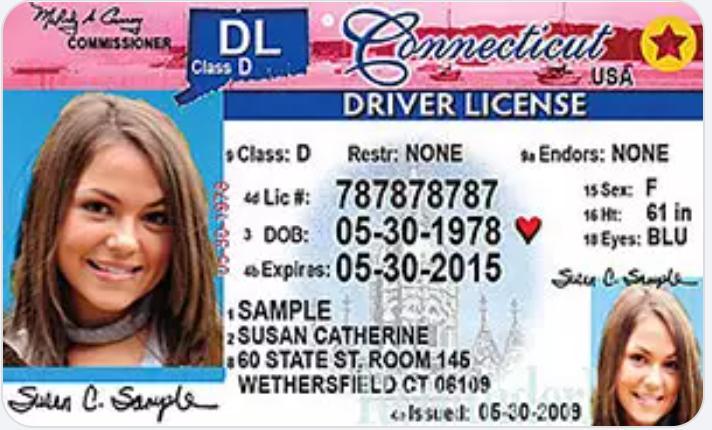 COMMISSIONER
DL
Class D
Connecticut
USA
DRIVER LICENSE
9 Class: D Restr: NONE 9a Endors: NONE
4d Lic #: 787878787
15 Sex: F
3 DOB: 05-30-1978
16 Ht: 61 in
4b Expires: 05-30-2015
18 Eyes: BLU
05-30-1978
1 SAMPLE
2 SUSAN CATHERINE
8 60 STATE ST. ROOM 145
WETHERSFIELD CT 06109
Issued: 05-30-2009
Susan C. Sample
Susan C. Sample